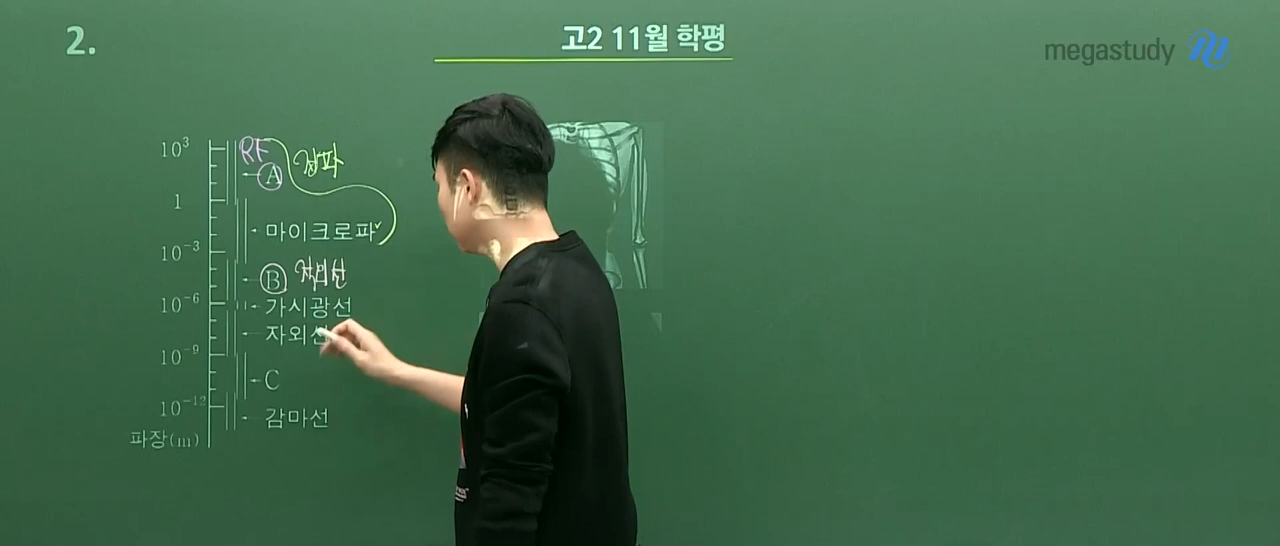 2.
고2 11월 학평
megastudy
10³
RF
A
전파
1
마이크로파
10⁻³
B 적외선
10⁻⁶
가시광선
자외선
10⁻⁹
C
10⁻¹²
감마선
파장(m)